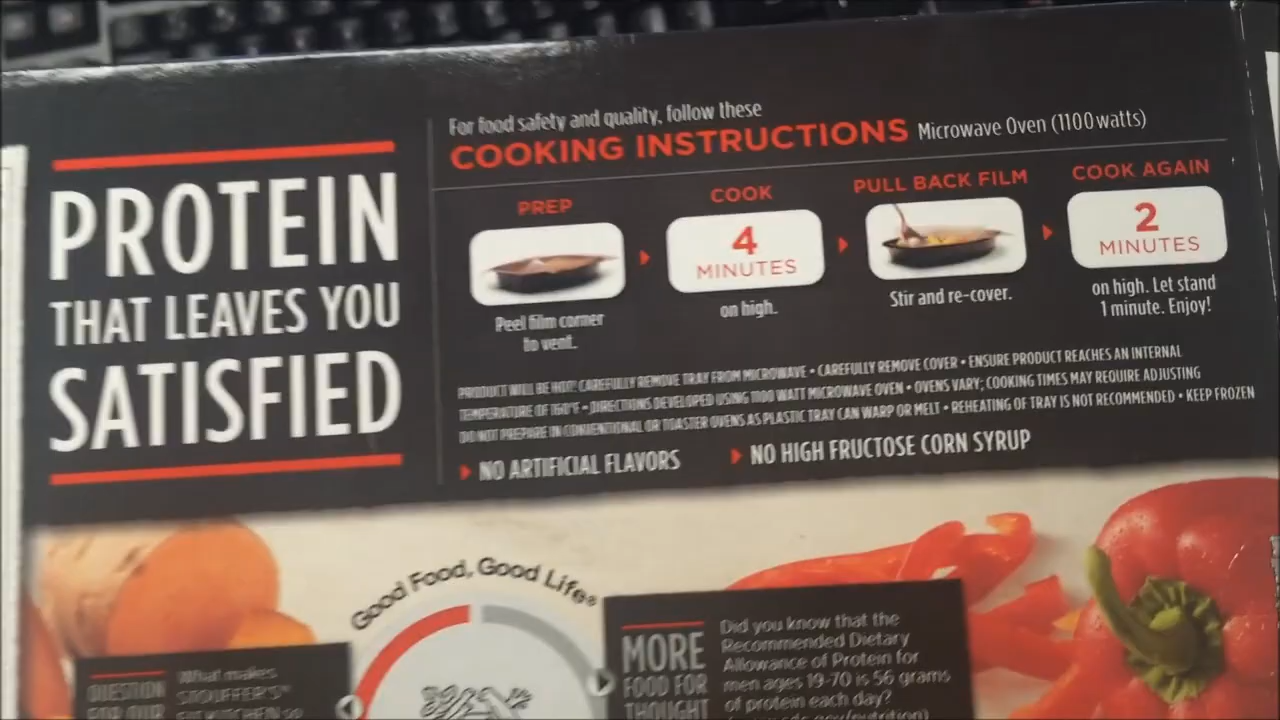 PROTEIN
THAT LEAVES YOU
SATISFIED
For food safety and quality, follow these
COOKING INSTRUCTIONS Microwave Oven (1100 watts)
PREP
Peel film corner
to vent.
COOK
4
MINUTES
on high.
PULL BACK FILM
Stir and re-cover.
COOK AGAIN
2
MINUTES
on high. Let stand
1 minute. Enjoy!
PRODUCT WILL BE HOT! CAREFULLY REMOVE TRAY FROM MICROWAVE • CAREFULLY REMOVE COVER • ENSURE PRODUCT REACHES AN INTERNAL
TEMPERATURE OF 160°F • DIRECTIONS DEVELOPED USING 1100 WATT MICROWAVE OVEN • OVENS VARY; COOKING TIMES MAY REQUIRE ADJUSTING
DO NOT PREPARE IN CONVENTIONAL OR TOASTER OVENS AS PLASTIC TRAY CAN WARP OR MELT • REHEATING OF TRAY IS NOT RECOMMENDED • KEEP FROZEN
NO ARTIFICIAL FLAVORS
NO HIGH FRUCTOSE CORN SYRUP
Good Food, Good Life®
QUESTION
FOR OUR
What makes
STOUFFER'S®
FIT KITCHEN
MORE
FOOD FOR
THOUGHT
Did you know that the
Recommended Dietary
Allowance of Protein for
men ages 19-70 is 56 grams
of protein each day?